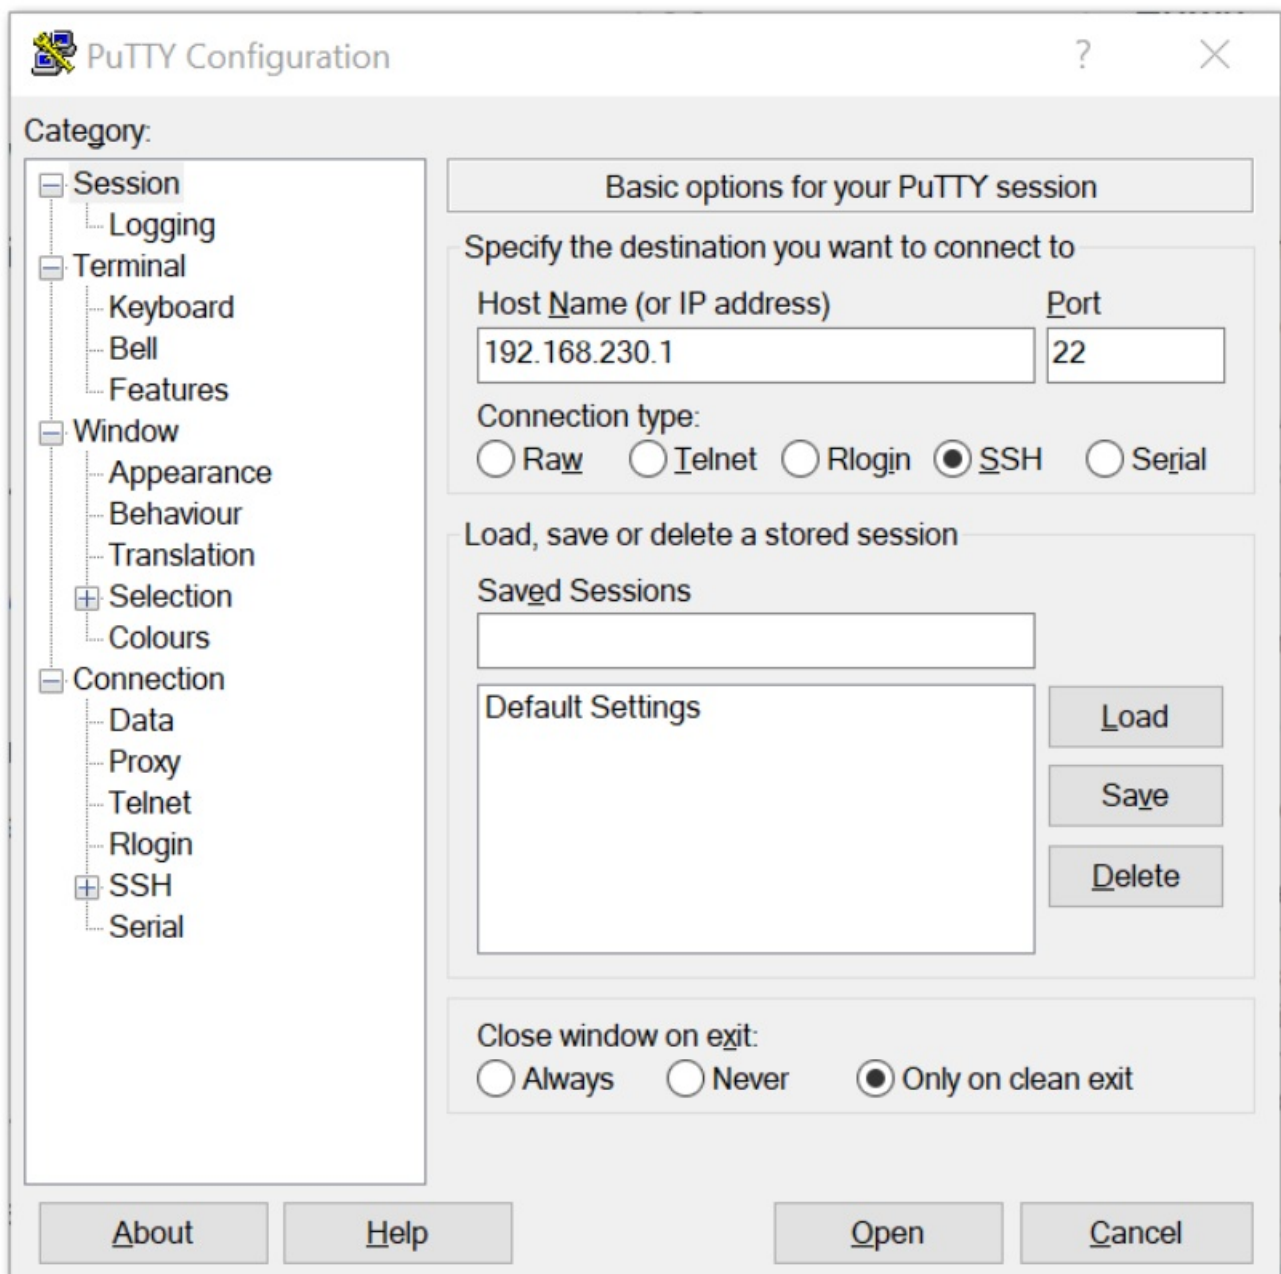 PuTTY Configuration
?
Category:
Session
Logging
Terminal
Keyboard
Bell
Features
Window
Appearance
Behaviour
Translation
Selection
Colours
Connection
Data
Proxy
Telnet
Rlogin
SSH
Serial
Basic options for your PuTTY session
Specify the destination you want to connect to
Host Name (or IP address) Port
192.168.230.1 22
Connection type:
Raw Telnet Rlogin SSH Serial
Load, save or delete a stored session
Saved Sessions
Default Settings
Load
Save
Delete
Close window on exit:
Always Never Only on clean exit
About Help Open Cancel